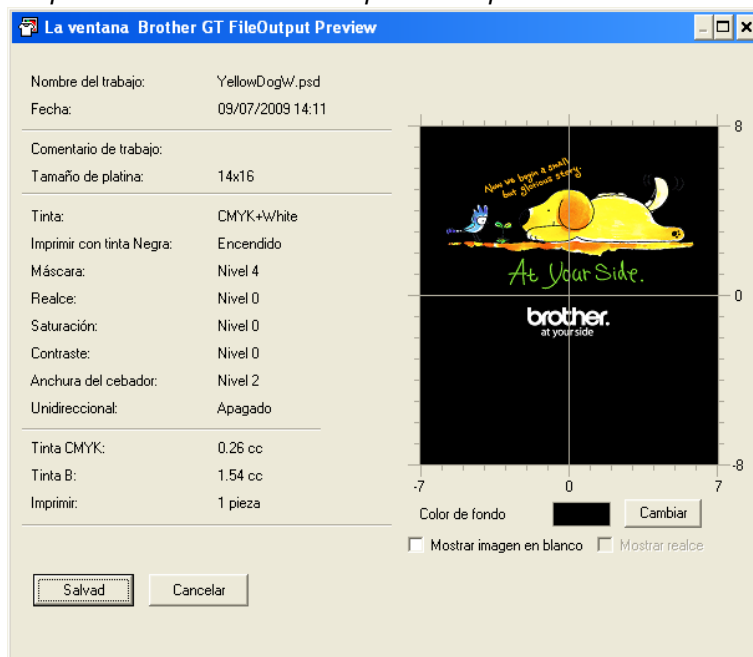 La ventana Brother GT FileOutput Preview
Nombre del trabajo: YellowDogW.psd
Fecha: 09/07/2009 14:11
Comentario de trabajo:
Tamaño de platina: 14x16
Tinta: CMYK+White
Imprimir con tinta Negra: Encendido
Máscara: Nivel 4
Realce: Nivel 0
Saturación: Nivel 0
Contraste: Nivel 0
Anchura del cebador: Nivel 2
Unidireccional: Apagado
Tinta CMYK: 0.26 cc
Tinta B: 1.54 cc
Imprimir: 1 pieza
Salvad Cancelar
8
Now we begin a small
but glorious story.
At Your Side.
0
brother.
at your side
-8
-7 0 7
Color de fondo Cambiar
Mostrar imagen en blanco Mostrar realce